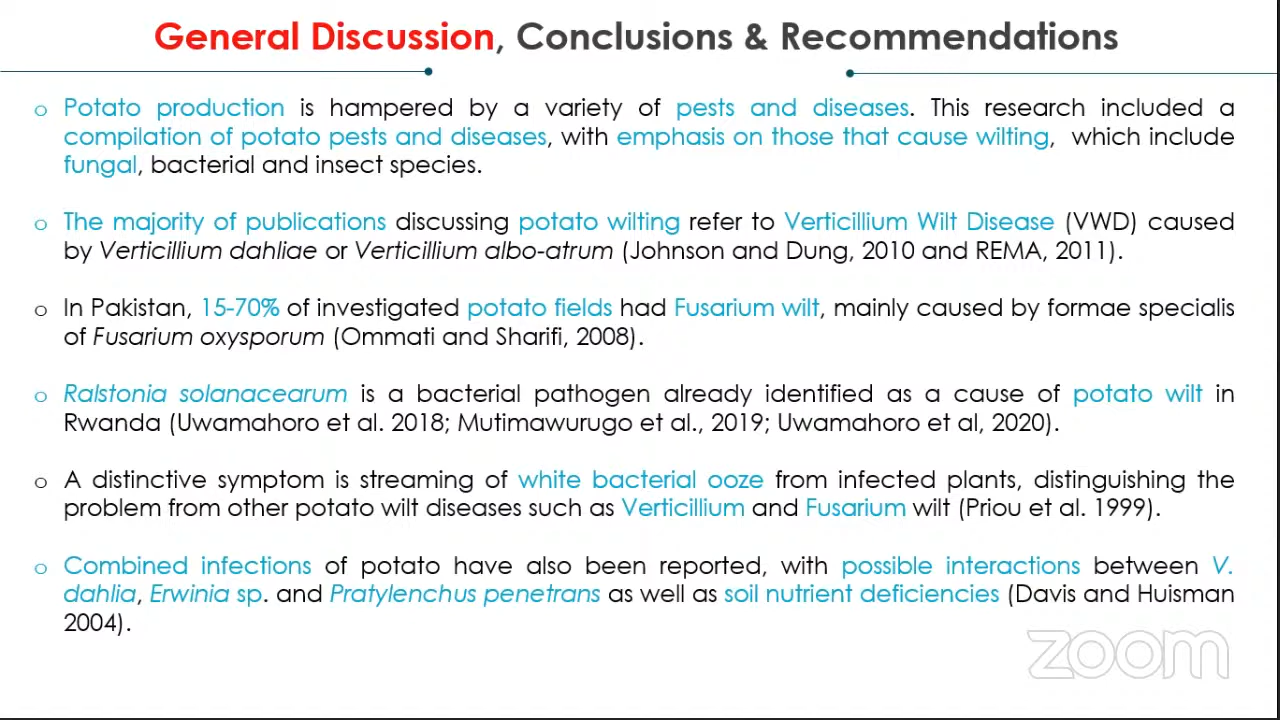 General Discussion, Conclusions & Recommendations
o Potato production is hampered by a variety of pests and diseases. This research included a
compilation of potato pests and diseases, with emphasis on those that cause wilting, which include
fungal, bacterial and insect species.
o The majority of publications discussing potato wilting refer to Verticillium Wilt Disease (VWD) caused
by Verticillium dahliae or Verticillium albo-atrum (Johnson and Dung, 2010 and REMA, 2011).
o In Pakistan, 15-70% of investigated potato fields had Fusarium wilt, mainly caused by formae specialis
of Fusarium oxysporum (Ommati and Sharifi, 2008).
o Ralstonia solanacearum is a bacterial pathogen already identified as a cause of potato wilt in
Rwanda (Uwamahoro et al. 2018; Mutimawurugo et al., 2019; Uwamahoro et al, 2020).
o A distinctive symptom is streaming of white bacterial ooze from infected plants, distinguishing the
problem from other potato wilt diseases such as Verticillium and Fusarium wilt (Priou et al. 1999).
o Combined infections of potato have also been reported, with possible interactions between V.
dahlia, Erwinia sp. and Pratylenchus penetrans as well as soil nutrient deficiencies (Davis and Huisman
2004).
zoom